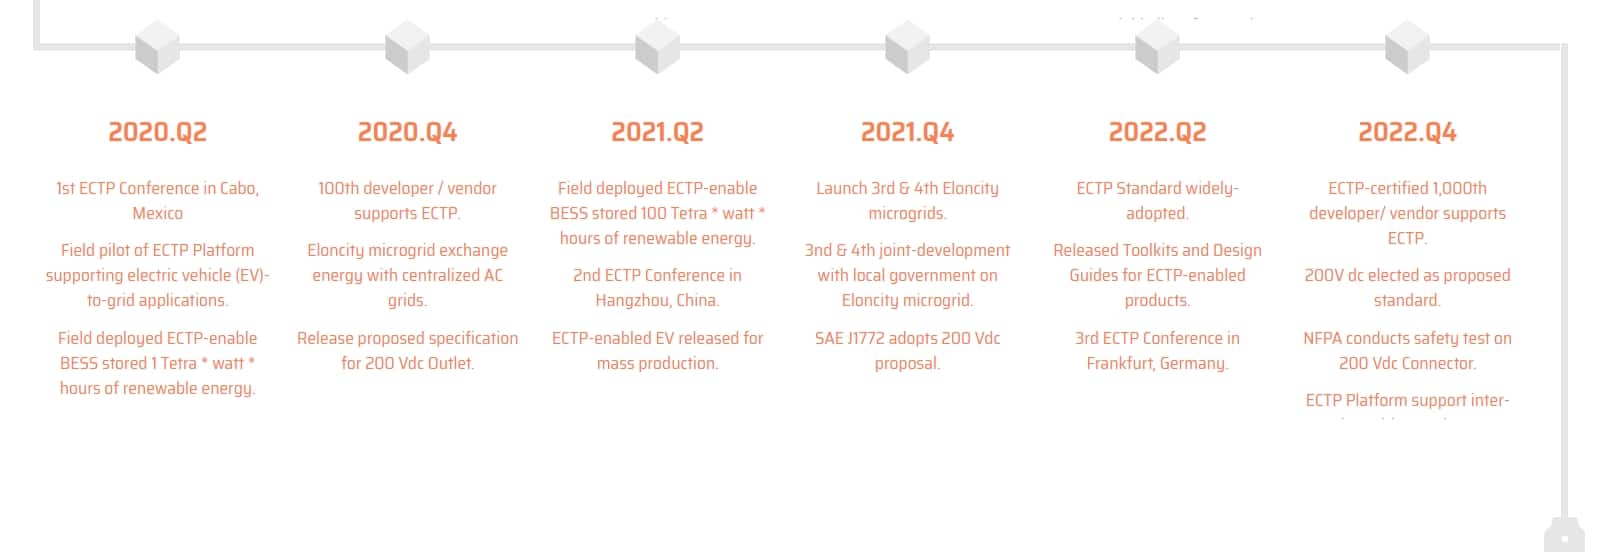 2020.Q2
1st ECTP Conference in Cabo,
Mexico
Field pilot of ECTP Platform
supporting electric vehicle (EV)-
to-grid applications.
Field deployed ECTP-enable
BESS stored 1 Tetra * watt *
hours of renewable energy.
2020.Q4
100th developer / vendor
supports ECTP.
Eloncity microgrid exchange
energy with centralized AC
grids.
Release proposed specification
for 200 Vdc Outlet.
2021.Q2
Field deployed ECTP-enable
BESS stored 100 Tetra * watt *
hours of renewable energy.
2nd ECTP Conference in
Hangzhou, China.
ECTP-enabled EV released for
mass production.
2021.Q4
Launch 3rd & 4th Eloncity
microgrids.
3nd & 4th joint-development
with local government on
Eloncity microgrid.
SAE J1772 adopts 200 Vdc
proposal.
2022.Q2
ECTP Standard widely-
adopted.
Released Toolkits and Design
Guides for ECTP-enabled
products.
3rd ECTP Conference in
Frankfurt, Germany.
2022.Q4
ECTP-certified 1,000th
developer/ vendor supports
ECTP.
200V dc elected as proposed
standard.
NFPA conducts safety test on
200 Vdc Connector.
ECTP Platform support inter-